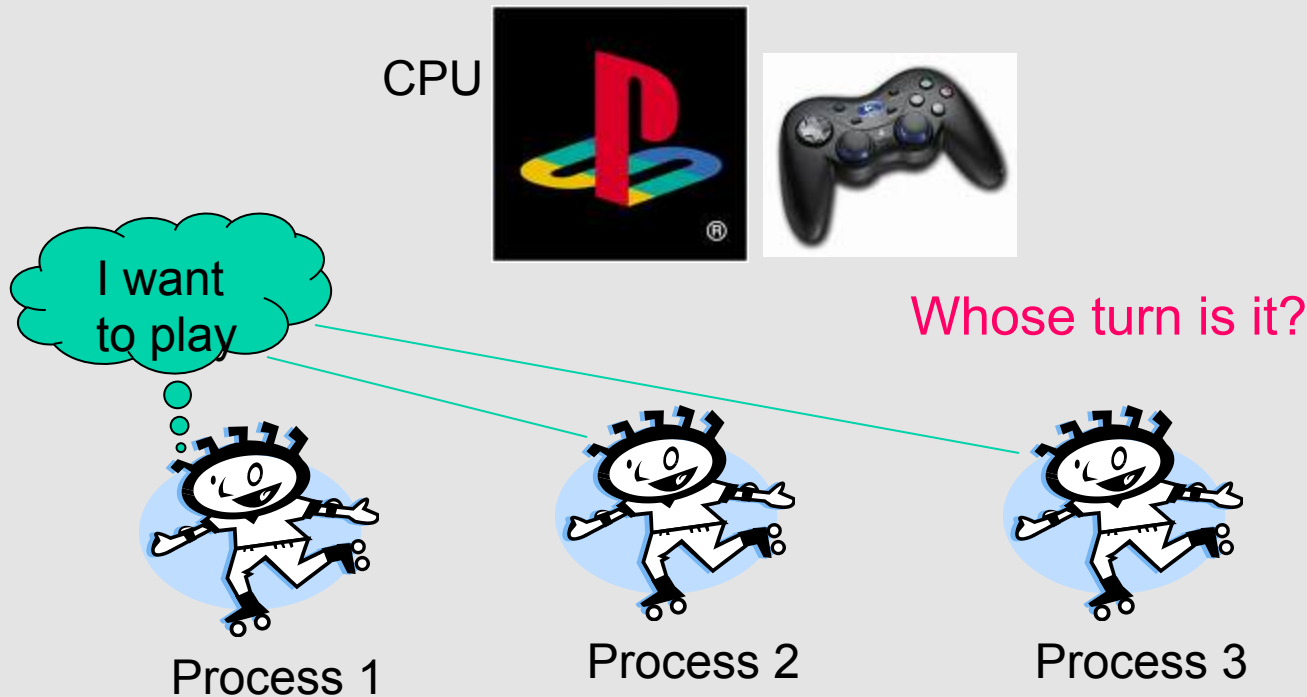 CPU
®
I want
to play
Whose turn is it?
Process 1
Process 2
Process 3